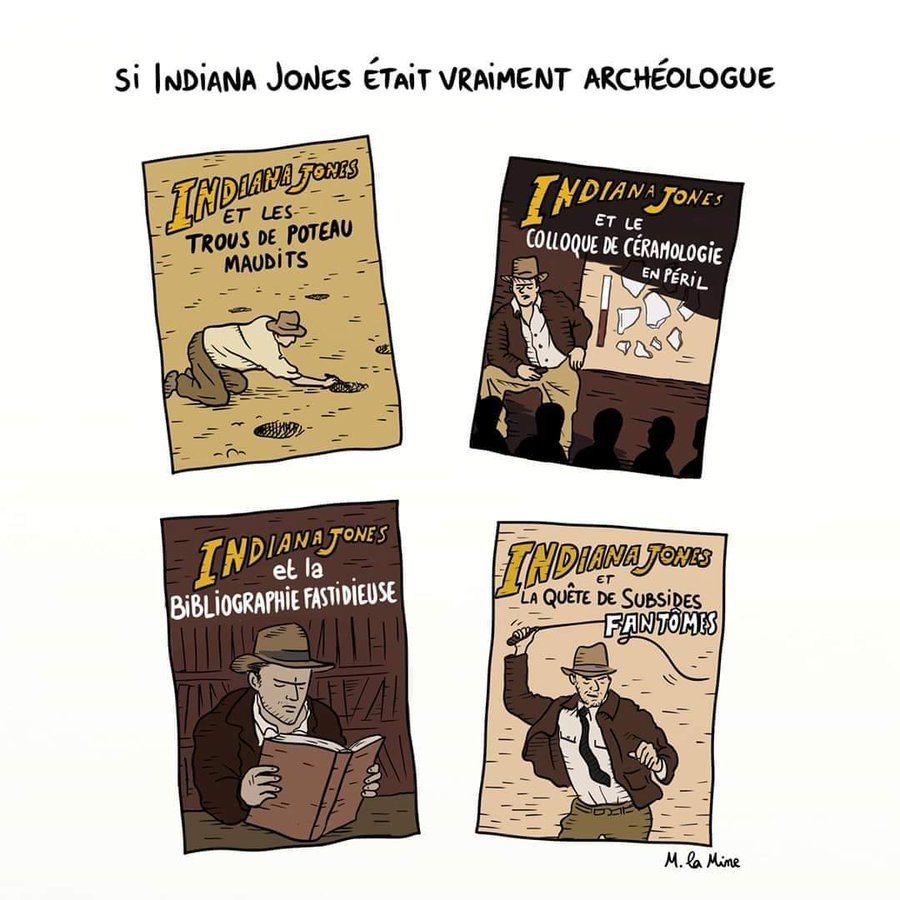 Si Indiana Jones était vraiment archéologue
INDIANA JONES
ET LES
TROUS DE POTEAU
MAUDITS
INDIANA JONES
ET LE
COLLOQUE DE CÉRAMOLOGIE
EN PÉRIL
INDIANA JONES
et la
BIBLIOGRAPHIE FASTIDIEUSE
INDIANA JONES
ET
LA QUÊTE DE SUBSIDES
FANTÔMES
M. la Mine